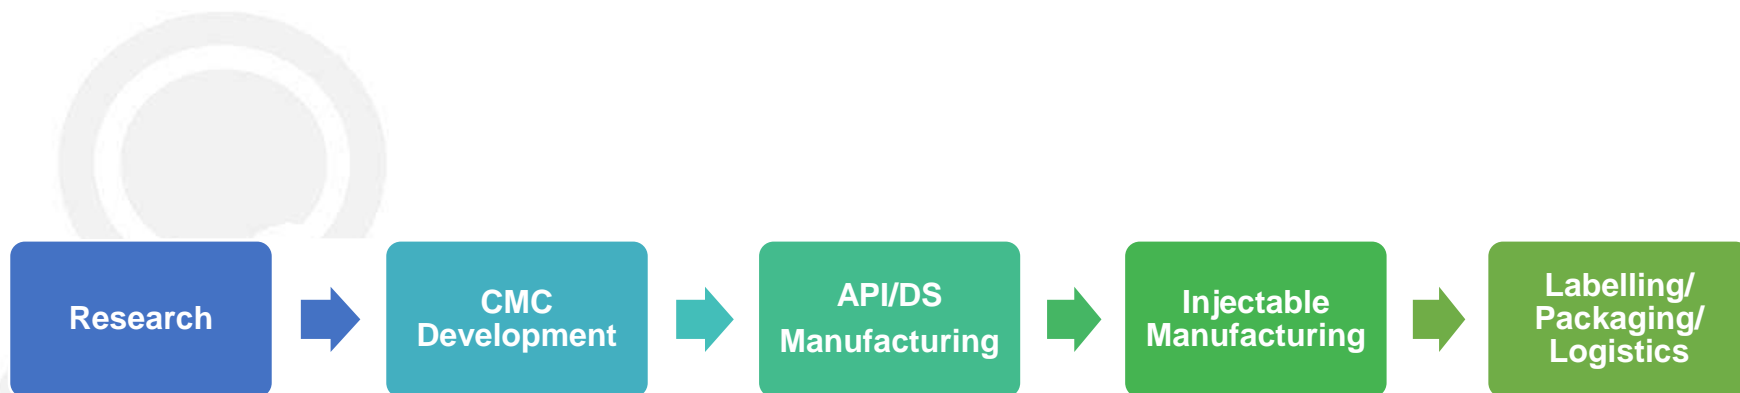 Research
CMC
Development
API/DS
Manufacturing
Injectable
Manufacturing
Labelling/
Packaging/
Logistics